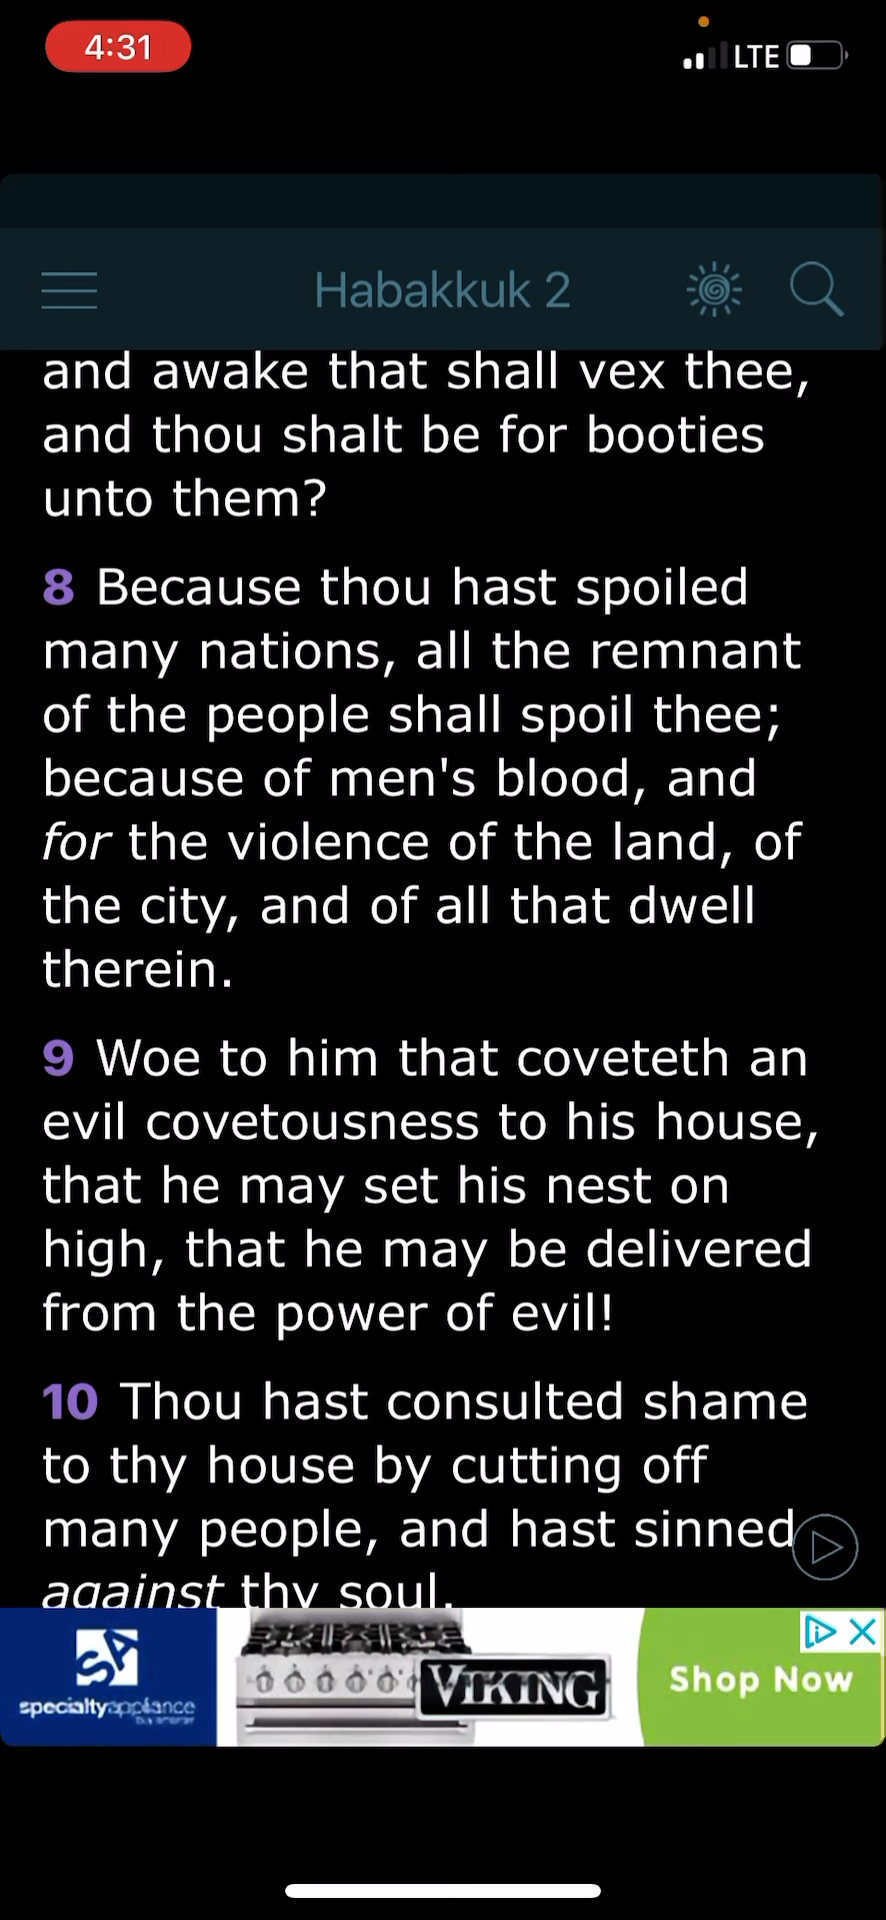 4:31
LTE
Habakkuk 2
and awake that shall vex thee,
and thou shalt be for booties
unto them?
8 Because thou hast spoiled
many nations, all the remnant
of the people shall spoil thee;
because of men's blood, and
for the violence of the land, of
the city, and of all that dwell
therein.
9 Woe to him that coveteth an
evil covetousness to his house,
that he may set his nest on
high, that he may be delivered
from the power of evil!
10 Thou hast consulted shame
to thy house by cutting off
many people, and hast sinned
against thy soul.
SA
specialtyappliance
VIKING
Shop Now